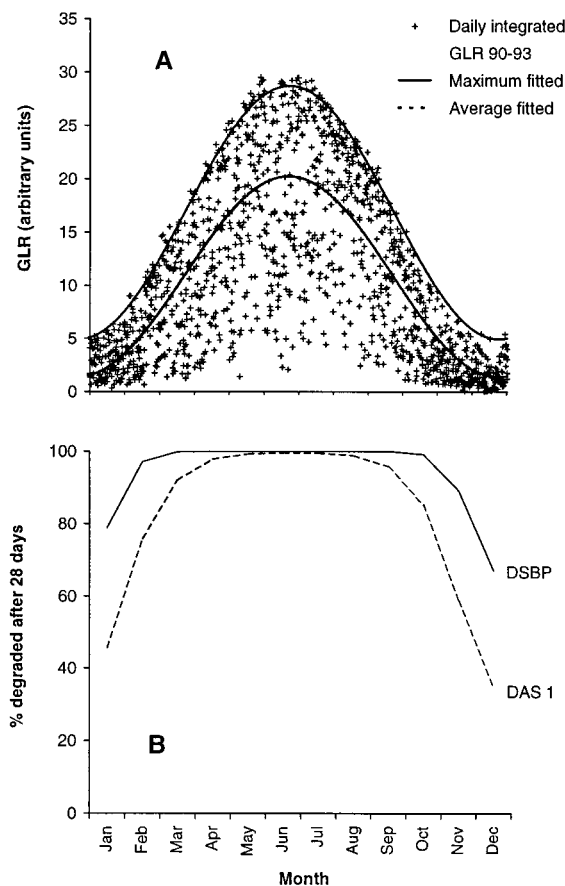 A
+ Daily integrated
GLR 90-93
Maximum fitted
Average fitted
35
30
25
20
15
10
5
0
GLR (arbitrary units)
100
80
60
40
20
0
% degraded after 28 days
DSBP
DAS 1
B
Jan Feb Mar Apr May Jun Jul Aug Sep Oct Nov Dec
Month